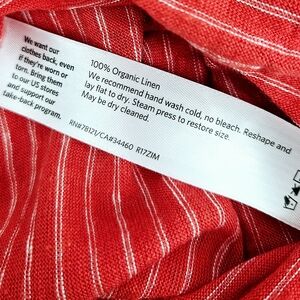 We want our
clothes back, even
if they're worn or
torn. Bring them
to our US stores
and support our
take-back program.
100% Organic Linen
We recommend hand wash cold, no bleach. Reshape and
lay flat to dry. Steam press to restore size.
May be dry cleaned.
RN#78121/CA#34460 R17ZIM